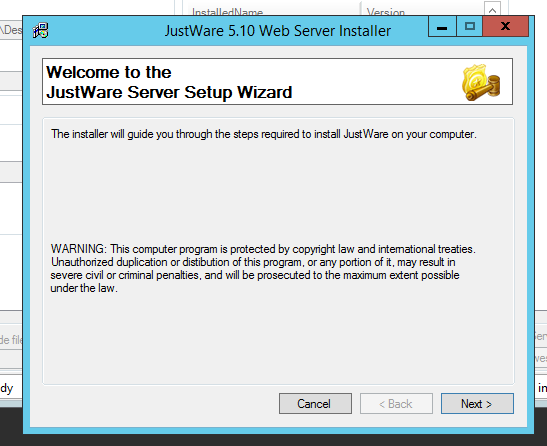 InstalledName Version
\Des
JustWare 5.10 Web Server Installer
Welcome to the
JustWare Server Setup Wizard
The installer will guide you through the steps required to install JustWare on your computer.
WARNING: This computer program is protected by copyright law and international treaties.
Unauthorized duplication or distibution of this program, or any portion of it, may result in
severe civil or criminal penalties, and will be prosecuted to the maximum extent possible
under the law.
de file
dy
in
Cancel < Back Next >